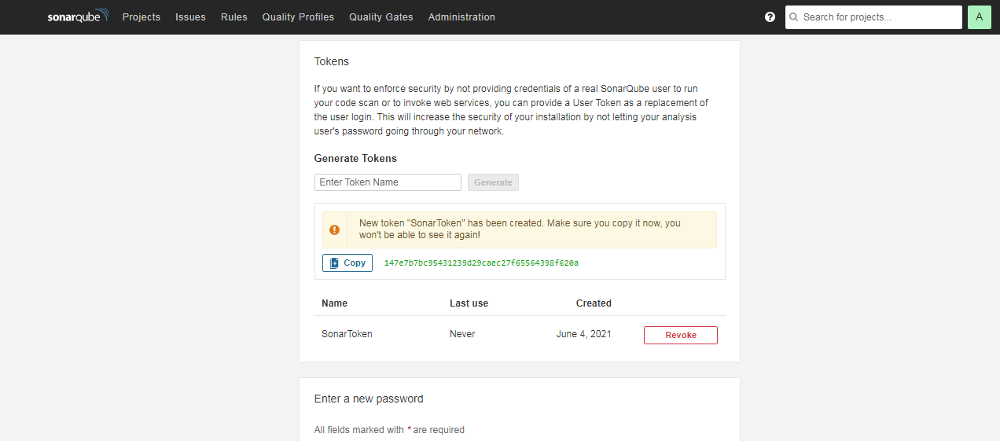 sonarqube Projects Issues Rules Quality Profiles Quality Gates Administration ? Search for projects... A
Tokens
If you want to enforce security by not providing credentials of a real SonarQube user to run
your code scan or to invoke web services, you can provide a User Token as a replacement of
the user login. This will increase the security of your installation by not letting your analysis
user's password going through your network.
Generate Tokens
Enter Token Name Generate
New token "SonarToken" has been created. Make sure you copy it now, you
won't be able to see it again!
Copy 147e7b7bc95431239d29caec27f65564398f620a
Name Last use Created
SonarToken Never June 4, 2021 Revoke
Enter a new password
All fields marked with * are required